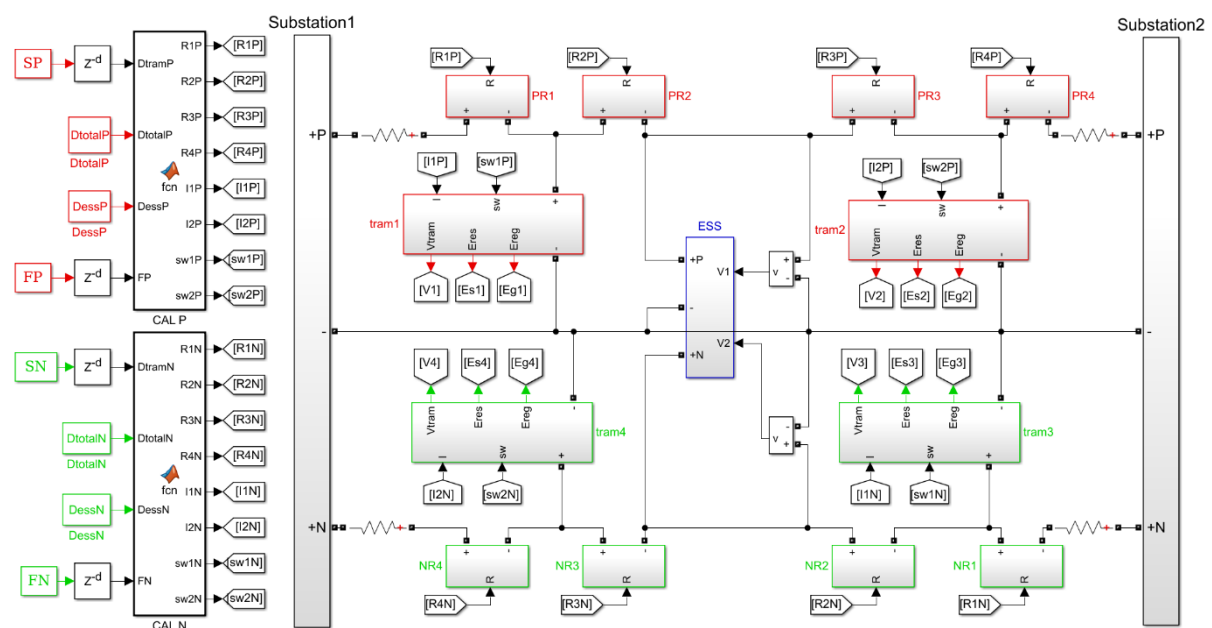 Substation1
Substation2
SP
Z-d
DtramP
R1P
[R1P]
R2P
[R2P]
DtotalP
DtotalP
DtotalP
R3P
[R3P]
R4P
[R4P]
fcn
I1P
[I1P]
DessP
DessP
DessP
I2P
[I2P]
sw1P
[sw1P]
FP
Z-d
FP
sw2P
[sw2P]
CAL P
SN
Z-d
DtramN
R1N
[R1N]
R2N
[R2N]
DtotalN
DtotalN
DtotalN
R3N
[R3N]
R4N
[R4N]
fcn
I1N
[I1N]
DessN
DessN
DessN
I2N
[I2N]
sw1N
[sw1N]
FN
Z-d
FN
sw2N
[sw2N]
CAL N
[R1P]
[R2P]
[R3P]
[R4P]
R
R
R
R
+ -
+ -
+ -
+ -
PR1
PR2
PR3
PR4
+P
+
+
+P
[I1P]
[sw1P]
[I2P]
[sw2P]
I
sw
+
I
sw
+
tram1
tram2
Vtram
Eres
Ereg
-
Vtram
Eres
Ereg
-
[V1]
[Es1]
[Eg1]
[V2]
[Es2]
[Eg2]
ESS
+P
V1
v
+
-
-
+N
V2
v
-
+
-
-
[V4]
[Es4]
[Eg4]
[V3]
[Es3]
[Eg3]
Vtram
Eres
Ereg
-
Vtram
Eres
Ereg
-
tram4
tram3
I
sw
+
I
sw
+
[I2N]
[sw2N]
[I1N]
[sw1N]
+N
+
+
+N
+ -
+ -
+ -
+ -
NR4
NR3
NR2
NR1
R
R
R
R
[R4N]
[R3N]
[R2N]
[R1N]